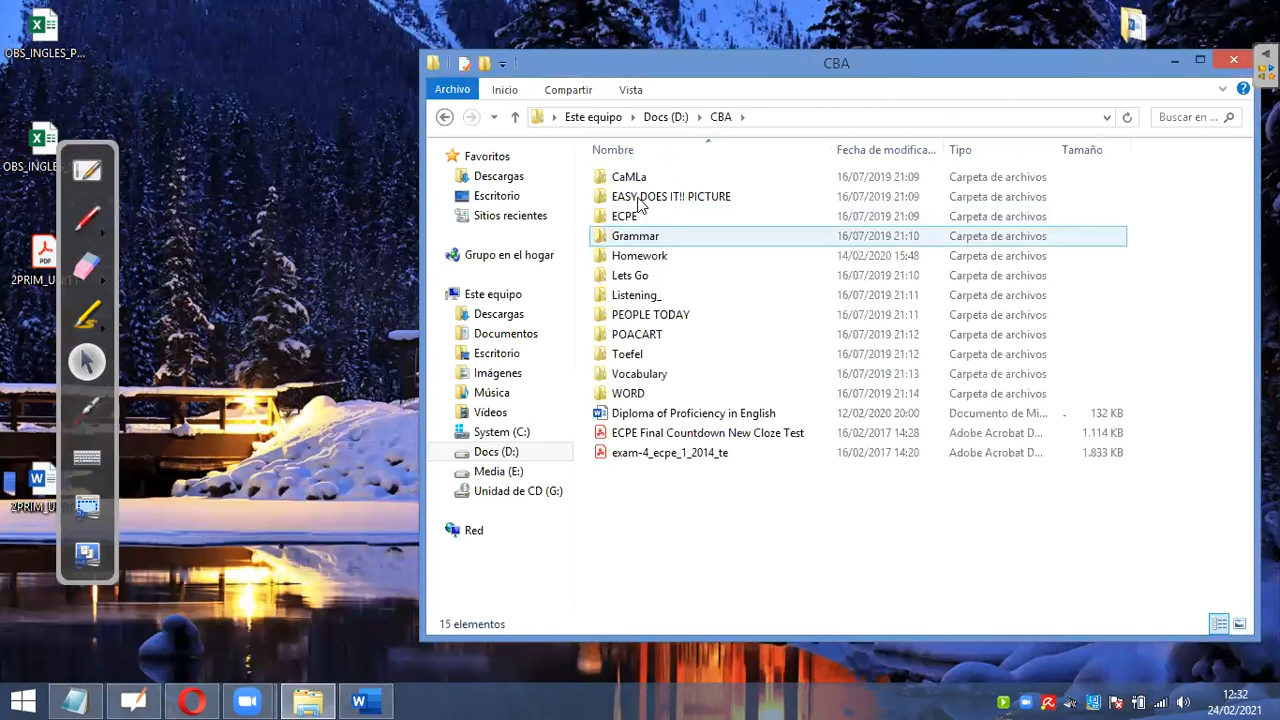 OBS_INGLES_P...
OBS_INGLES
2PRIM_UNI
2PRIM_UNI
CBA
Archivo Inicio Compartir Vista
Este equipo Docs (D:) CBA Buscar en ...
Nombre Fecha de modifica... Tipo Tamaño
Favoritos
Descargas
Escritorio
Sitios recientes
Grupo en el hogar
Este equipo
Descargas
Documentos
Escritorio
Imágenes
Música
Vídeos
System (C:)
Docs (D:)
Media (E:)
Unidad de CD (G:)
Red
CaMLa 16/07/2019 21:09 Carpeta de archivos
EASY DOES IT!! PICTURE 16/07/2019 21:09 Carpeta de archivos
ECPE 16/07/2019 21:09 Carpeta de archivos
Grammar 16/07/2019 21:10 Carpeta de archivos
Homework 14/02/2020 15:48 Carpeta de archivos
Lets Go 16/07/2019 21:10 Carpeta de archivos
Listening_ 16/07/2019 21:11 Carpeta de archivos
PEOPLE TODAY 16/07/2019 21:11 Carpeta de archivos
POACART 16/07/2019 21:12 Carpeta de archivos
Toefel 16/07/2019 21:12 Carpeta de archivos
Vocabulary 16/07/2019 21:13 Carpeta de archivos
WORD 16/07/2019 21:14 Carpeta de archivos
Diploma of Proficiency in English 12/02/2020 20:00 Documento de Mi... 132 KB
ECPE Final Countdown New Cloze Test 16/02/2017 14:28 Adobe Acrobat D... 1.114 KB
exam-4_ecpe_1_2014_te 16/02/2017 14:20 Adobe Acrobat D... 1.833 KB
15 elementos
12:32
24/02/2021